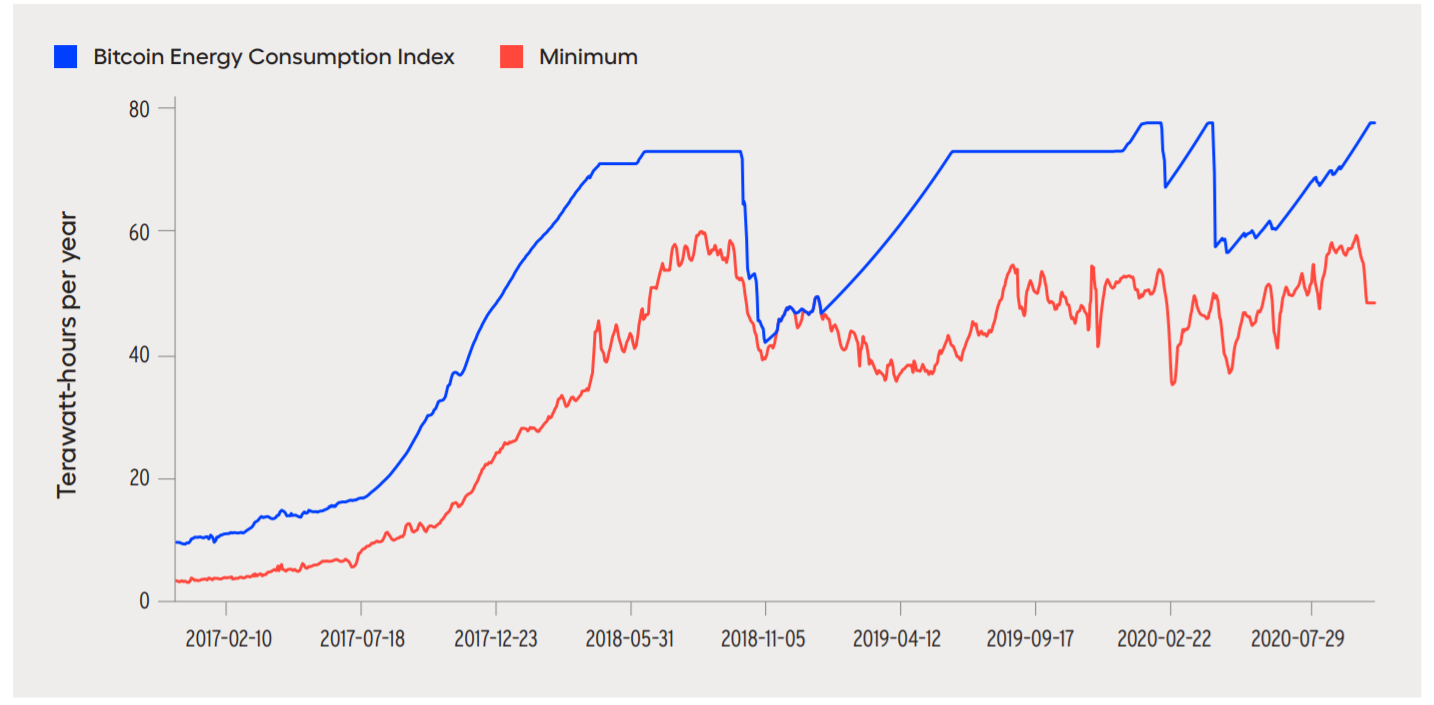 Bitcoin Energy Consumption Index Minimum
Terawatt-hours per year
80
60
40
20
0
2017-02-10 2017-07-18 2017-12-23 2018-05-31 2018-11-05 2019-04-12 2019-09-17 2020-02-22 2020-07-29